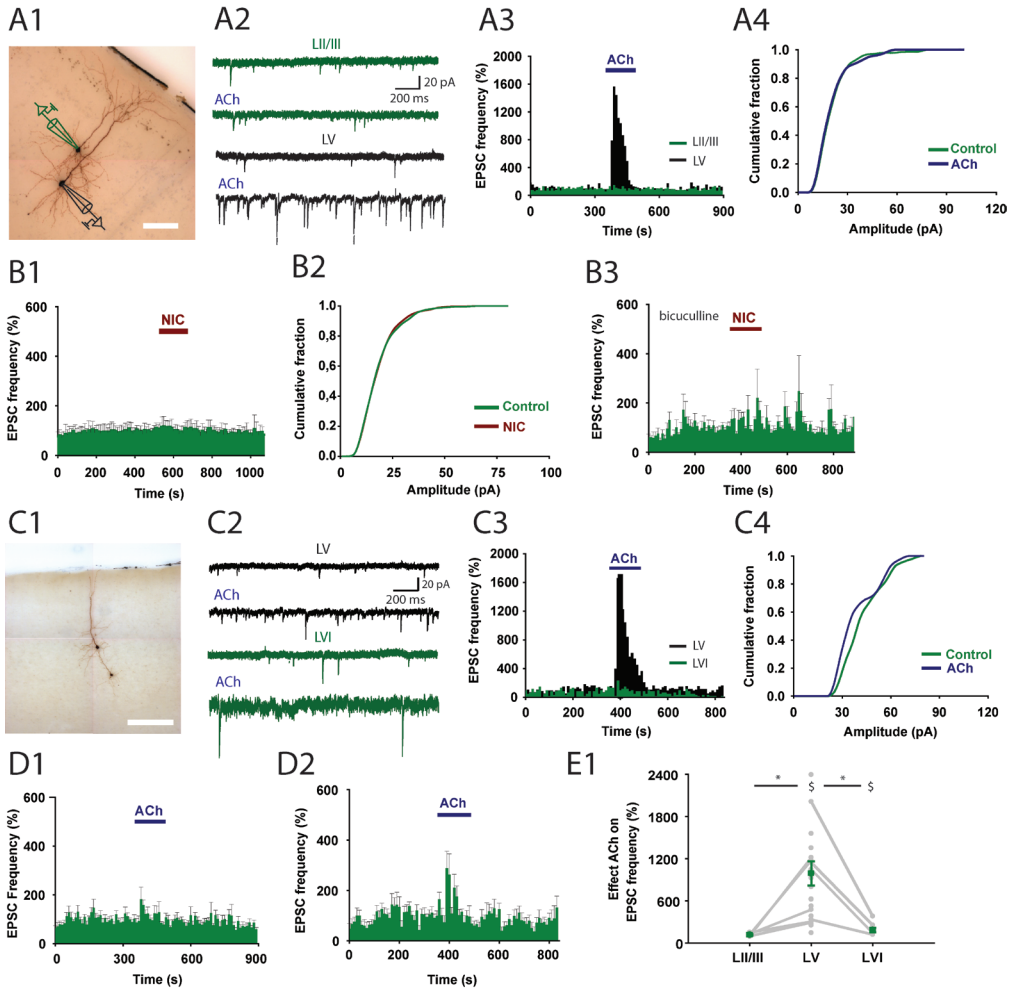 A1
A2
LII/III
20 pA
200 ms
ACh
LV
ACh
A3
EPSC frequency (%)
2000
1600
1200
800
400
0
ACh
LII/III
LV
0 300 600 900
Time (s)
A4
Cumulative fraction
1.0
0.8
0.6
0.4
0.2
0.0
Control
ACh
0 30 60 90 120
Amplitude (pA)
B1
EPSC frequency (%)
600
400
200
0
NIC
0 200 400 600 800 1000
Time (s)
B2
Cumulative fraction
1.0
0.8
0.6
0.4
0.2
0.0
Control
NIC
0 25 50 75 100
Amplitude (pA)
B3
EPSC frequency (%)
600
400
200
0
bicuculline
NIC
0 200 400 600 800
Time (s)
C1
C2
LV
20 pA
200 ms
ACh
LVI
ACh
C3
EPSC frequency (%)
2000
1600
1200
800
400
0
ACh
LV
LVI
0 200 400 600 800
Time (s)
C4
Cumulative fraction
1.0
0.8
0.6
0.4
0.2
0.0
Control
ACh
0 30 60 90 120
Amplitude (pA)
D1
EPSC Frequency (%)
600
400
200
0
ACh
0 300 600 900
Time (s)
D2
EPSC frequency (%)
600
400
200
0
ACh
0 200 400 600 800
Time (s)
E1
Effect ACh on
EPSC frequency (%)
2400
1800
1200
600
0
* $ * $
LII/III LV LVI